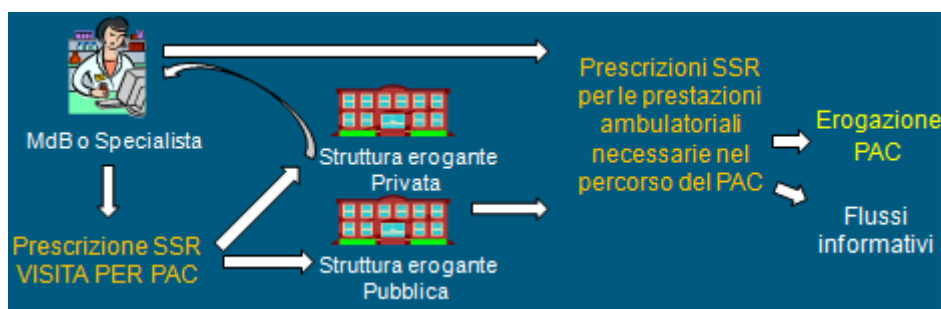 MdB o Specialista
Prescrizione SSR
VISITA PER PAC
Struttura erogante
Privata
Struttura erogante
Pubblica
Prescrizioni SSR
per le prestazioni
ambulatoriali
necessarie nel
percorso del PAC
Erogazione
PAC
Flussi
informativi